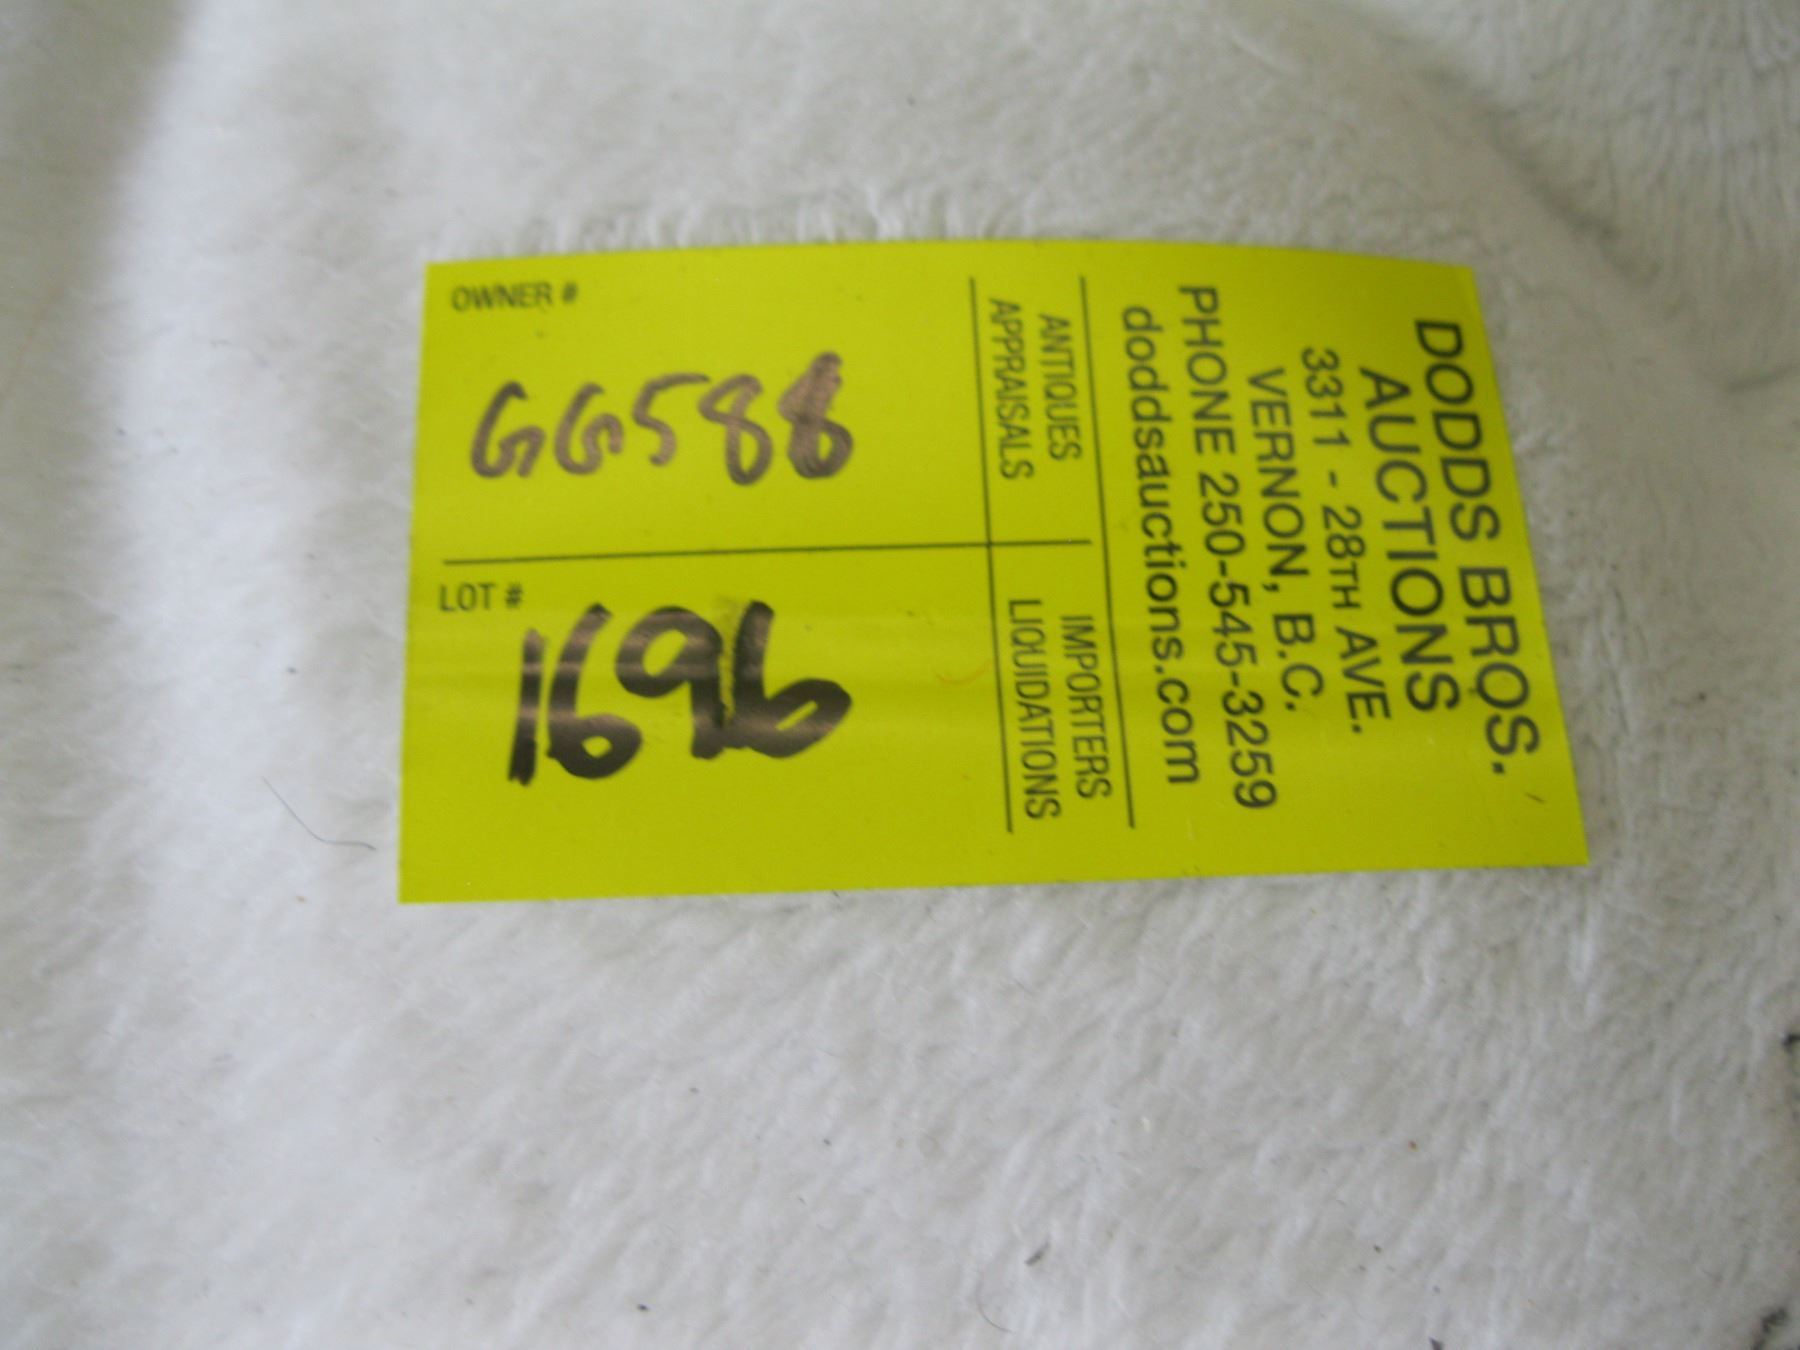 DODDS BROS.
AUCTIONS
3311 - 28TH AVE.
VERNON, B.C.
PHONE 250-545-3259
doddsauctions.com
ANTIQUES
APPRAISALS
IMPORTERS
LIQUIDATIONS
OWNER #
GG588
LOT #
1696